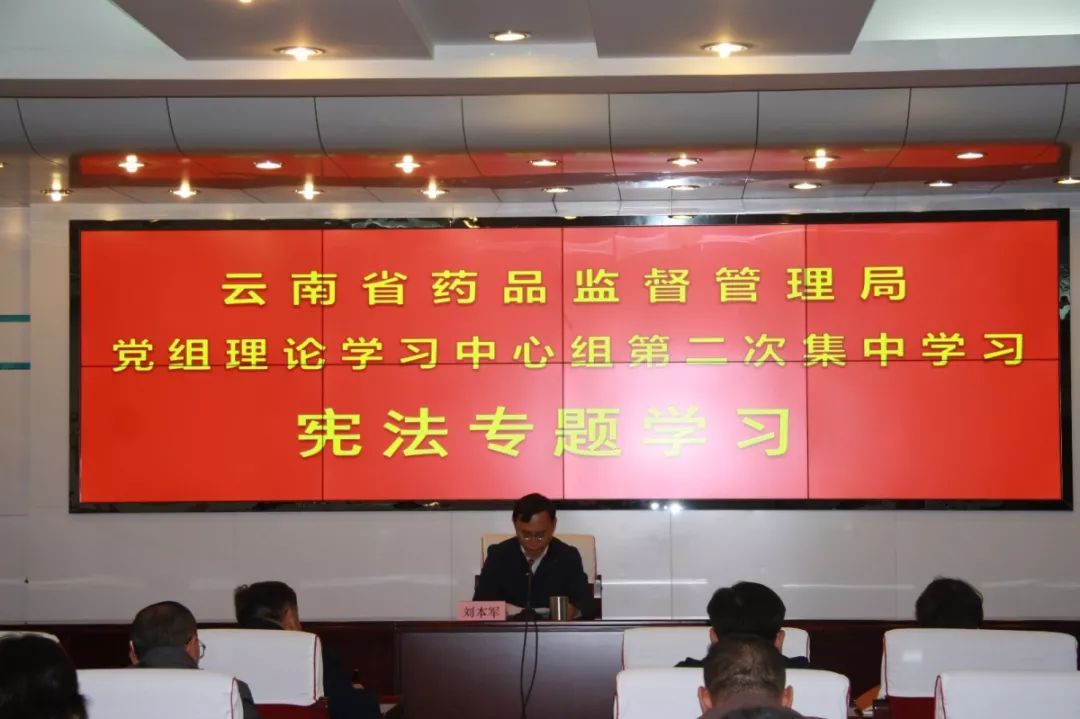 云南省药品监督管理局
党组理论学习中心组第二次集中学习
宪法专题学习
刘本军